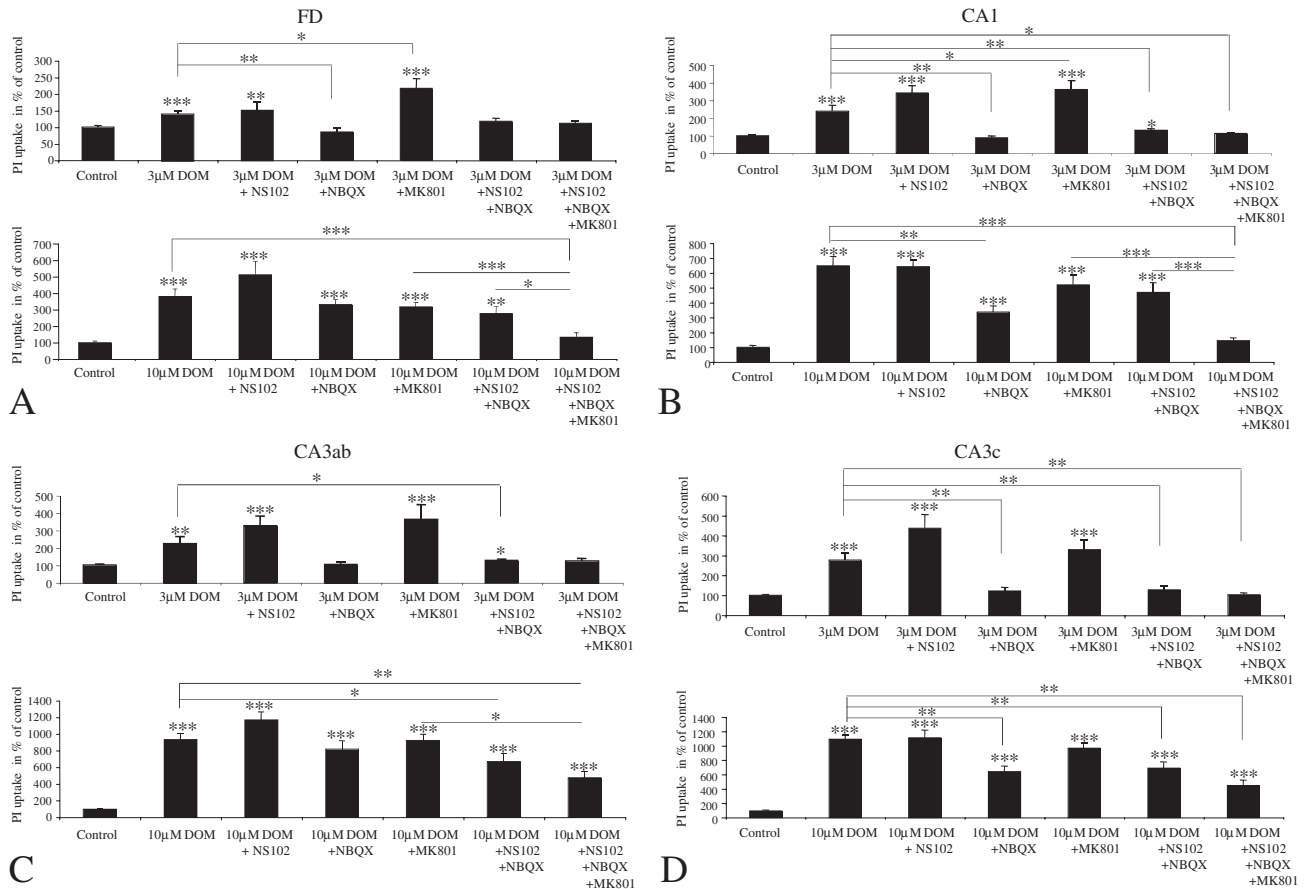 FD
*
**
***
***
**
PI uptake in % of control
300
250
200
150
100
50
0
Control
3μM DOM
3μM DOM
+ NS102
3μM DOM
+NBQX
3μM DOM
+MK801
3μM DOM
+NS102
+NBQX
3μM DOM
+NS102
+NBQX
+MK801
***
***
*
***
***
***
***
**
PI uptake in % of control
700
600
500
400
300
200
100
0
Control
10μM DOM
10μM DOM
+ NS102
10μM DOM
+NBQX
10μM DOM
+MK801
10μM DOM
+NS102
+NBQX
10μM DOM
+NS102
+NBQX
+MK801
A
CA1
*
**
*
**
***
***
***
*
PI uptake in % of control
500
400
300
200
100
0
Control
3μM DOM
3μM DOM
+ NS102
3μM DOM
+NBQX
3μM DOM
+MK801
3μM DOM
+NS102
+NBQX
3μM DOM
+NS102
+NBQX
+MK801
***
**
***
***
***
***
***
***
***
PI uptake in % of control
800
700
600
500
400
300
200
100
0
Control
10μM DOM
10μM DOM
+ NS102
10μM DOM
+NBQX
10μM DOM
+MK801
10μM DOM
+NS102
+NBQX
10μM DOM
+NS102
+NBQX
+MK801
B
CA3ab
*
**
***
***
*
PI uptake in % of control
500
400
300
200
100
0
Control
3μM DOM
3μM DOM
+ NS102
3μM DOM
+NBQX
3μM DOM
+MK801
3μM DOM
+NS102
+NBQX
3μM DOM
+NS102
+NBQX
+MK801
**
*
*
***
***
***
***
***
***
PI uptake in % of control
1400
1200
1000
800
600
400
200
0
Control
10μM DOM
10μM DOM
+ NS102
10μM DOM
+NBQX
10μM DOM
+MK801
10μM DOM
+NS102
+NBQX
10μM DOM
+NS102
+NBQX
+MK801
C
CA3c
**
**
**
***
***
***
PI uptake in % of control
600
500
400
300
200
100
0
Control
3μM DOM
3μM DOM
+ NS102
3μM DOM
+NBQX
3μM DOM
+MK801
3μM DOM
+NS102
+NBQX
3μM DOM
+NS102
+NBQX
+MK801
**
**
**
***
***
***
***
***
***
PI uptake in % of control
1400
1200
1000
800
600
400
200
0
Control
10μM DOM
10μM DOM
+ NS102
10μM DOM
+NBQX
10μM DOM
+MK801
10μM DOM
+NS102
+NBQX
10μM DOM
+NS102
+NBQX
+MK801
D